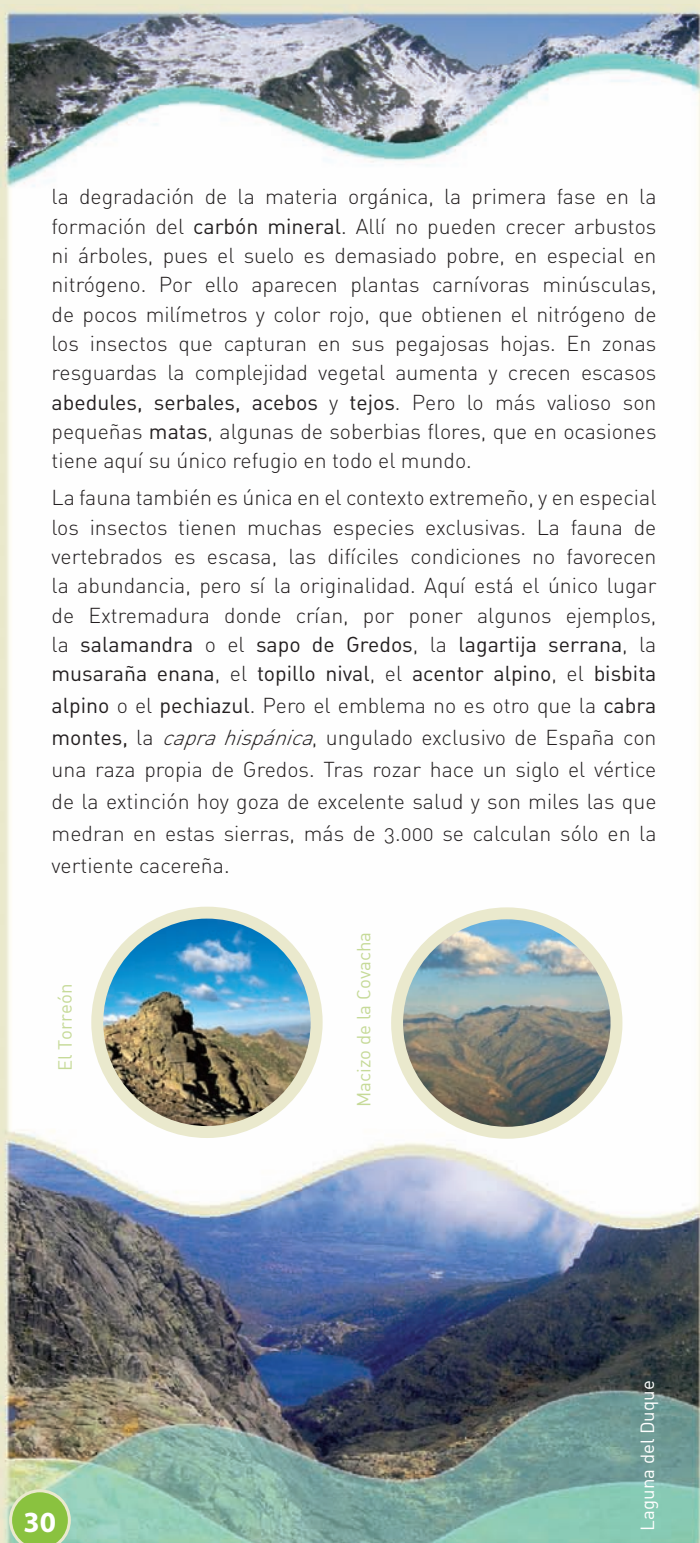 la degradación de la materia orgánica, la primera fase en la
formación del carbón mineral. Allí no pueden crecer arbustos
ni árboles, pues el suelo es demasiado pobre, en especial en
nitrógeno. Por ello aparecen plantas carnívoras minúsculas,
de pocos milímetros y color rojo, que obtienen el nitrógeno de
los insectos que capturan en sus pegajosas hojas. En zonas
resguardas la complejidad vegetal aumenta y crecen escasos
abedules, serbales, acebos y tejos. Pero lo más valioso son
pequeñas matas, algunas de soberbias flores, que en ocasiones
tiene aquí su único refugio en todo el mundo.
La fauna también es única en el contexto extremeño, y en especial
los insectos tienen muchas especies exclusivas. La fauna de
vertebrados es escasa, las difíciles condiciones no favorecen
la abundancia, pero sí la originalidad. Aquí está el único lugar
de Extremadura donde crían, por poner algunos ejemplos,
la salamandra o el sapo de Gredos, la lagartija serrana, la
musaraña enana, el topillo nival, el acentor alpino, el bisbita
alpino o el pechiazul. Pero el emblema no es otro que la cabra
montes, la capra hispánica, ungulado exclusivo de España con
una raza propia de Gredos. Tras rozar hace un siglo el vértice
de la extinción hoy goza de excelente salud y son miles las que
medran en estas sierras, más de 3.000 se calculan sólo en la
vertiente cacereña.
El Torreón
Macizo de la Covacha
Laguna del Duque
30